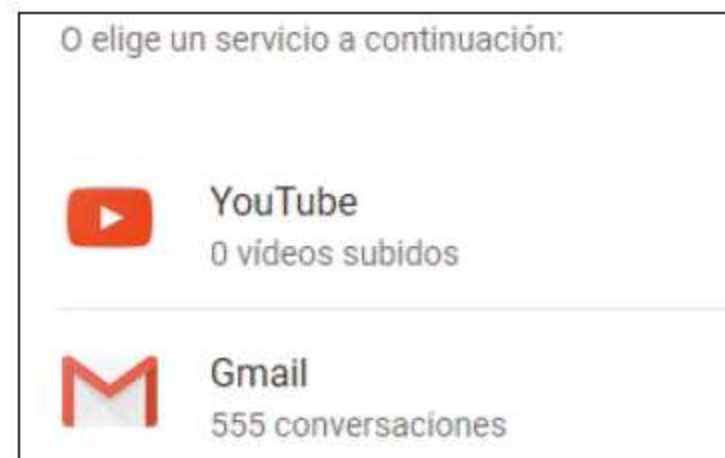 O elige un servicio a continuación:
YouTube
0 vídeos subidos
Gmail
555 conversaciones